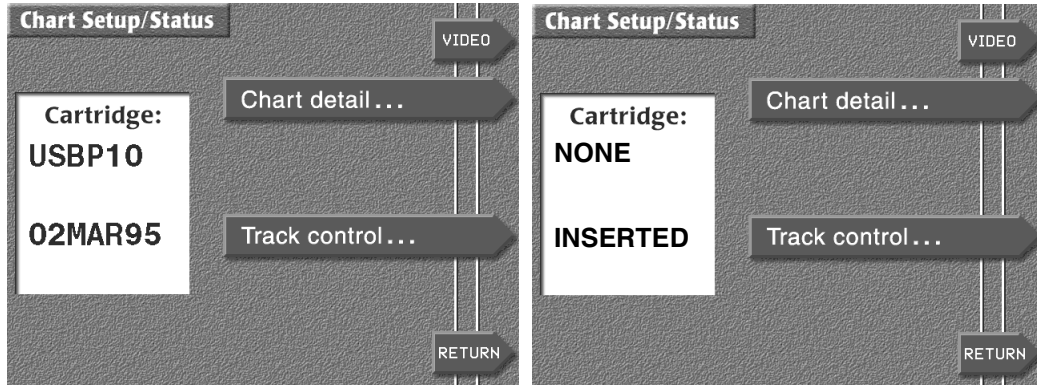 Chart Setup/Status
VIDEO
Chart detail...
Cartridge:
USBP10
02MAR95
Track control...
RETURN
Chart Setup/Status
VIDEO
Chart detail...
Cartridge:
NONE
INSERTED
Track control...
RETURN